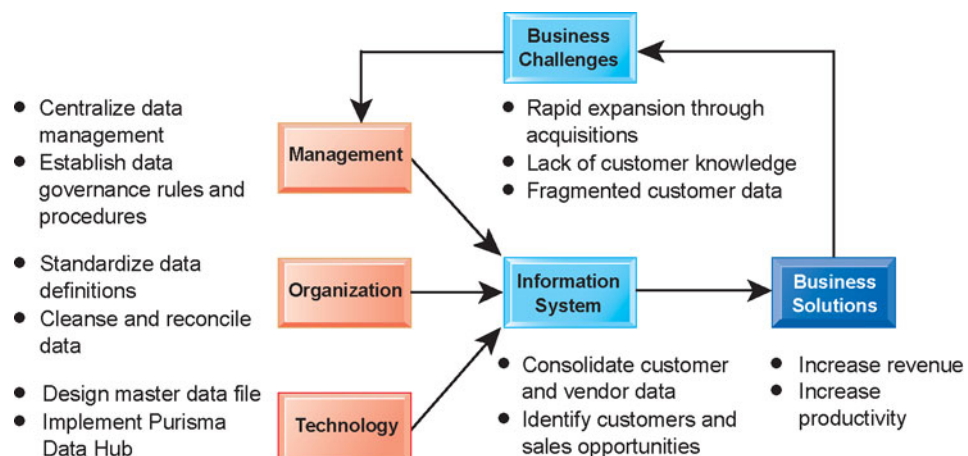 Business
Challenges
● Rapid expansion through
acquisitions
● Lack of customer knowledge
● Fragmented customer data
● Centralize data
management
● Establish data
governance rules and
procedures
Management
● Standardize data
definitions
● Cleanse and reconcile
data
Organization
Information
System
Business
Solutions
● Design master data file
● Implement Purisma
Data Hub
Technology
● Consolidate customer
and vendor data
● Identify customers and
sales opportunities
● Increase revenue
● Increase
productivity